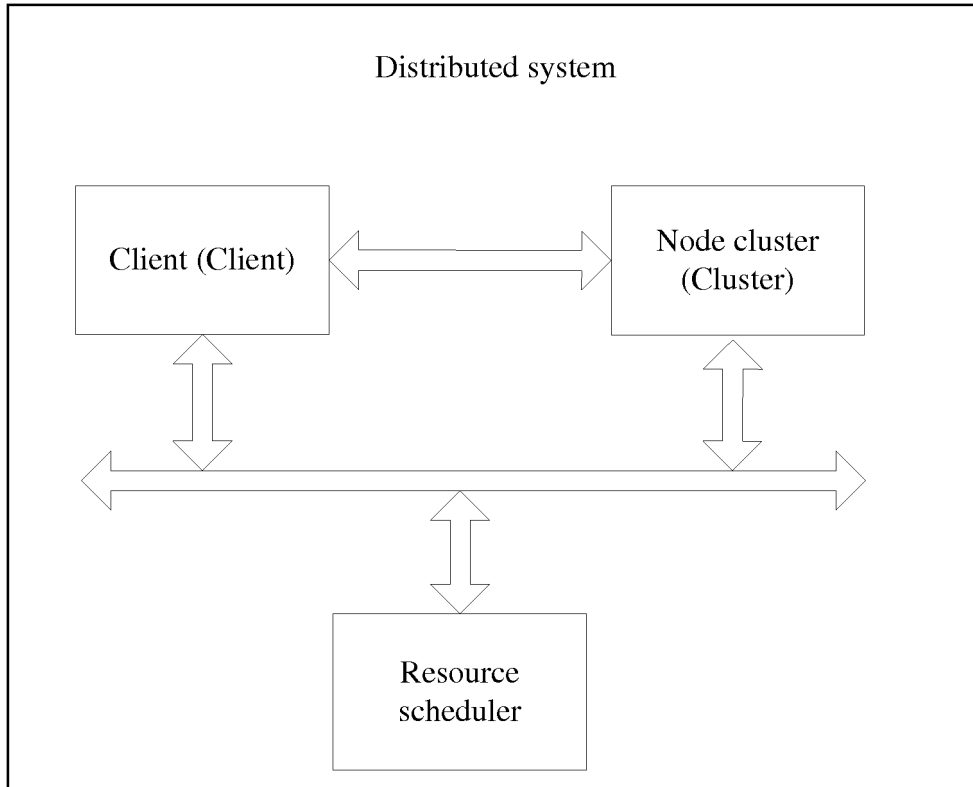 Distributed system
Client (Client)
Node cluster
(Cluster)
Resource
scheduler